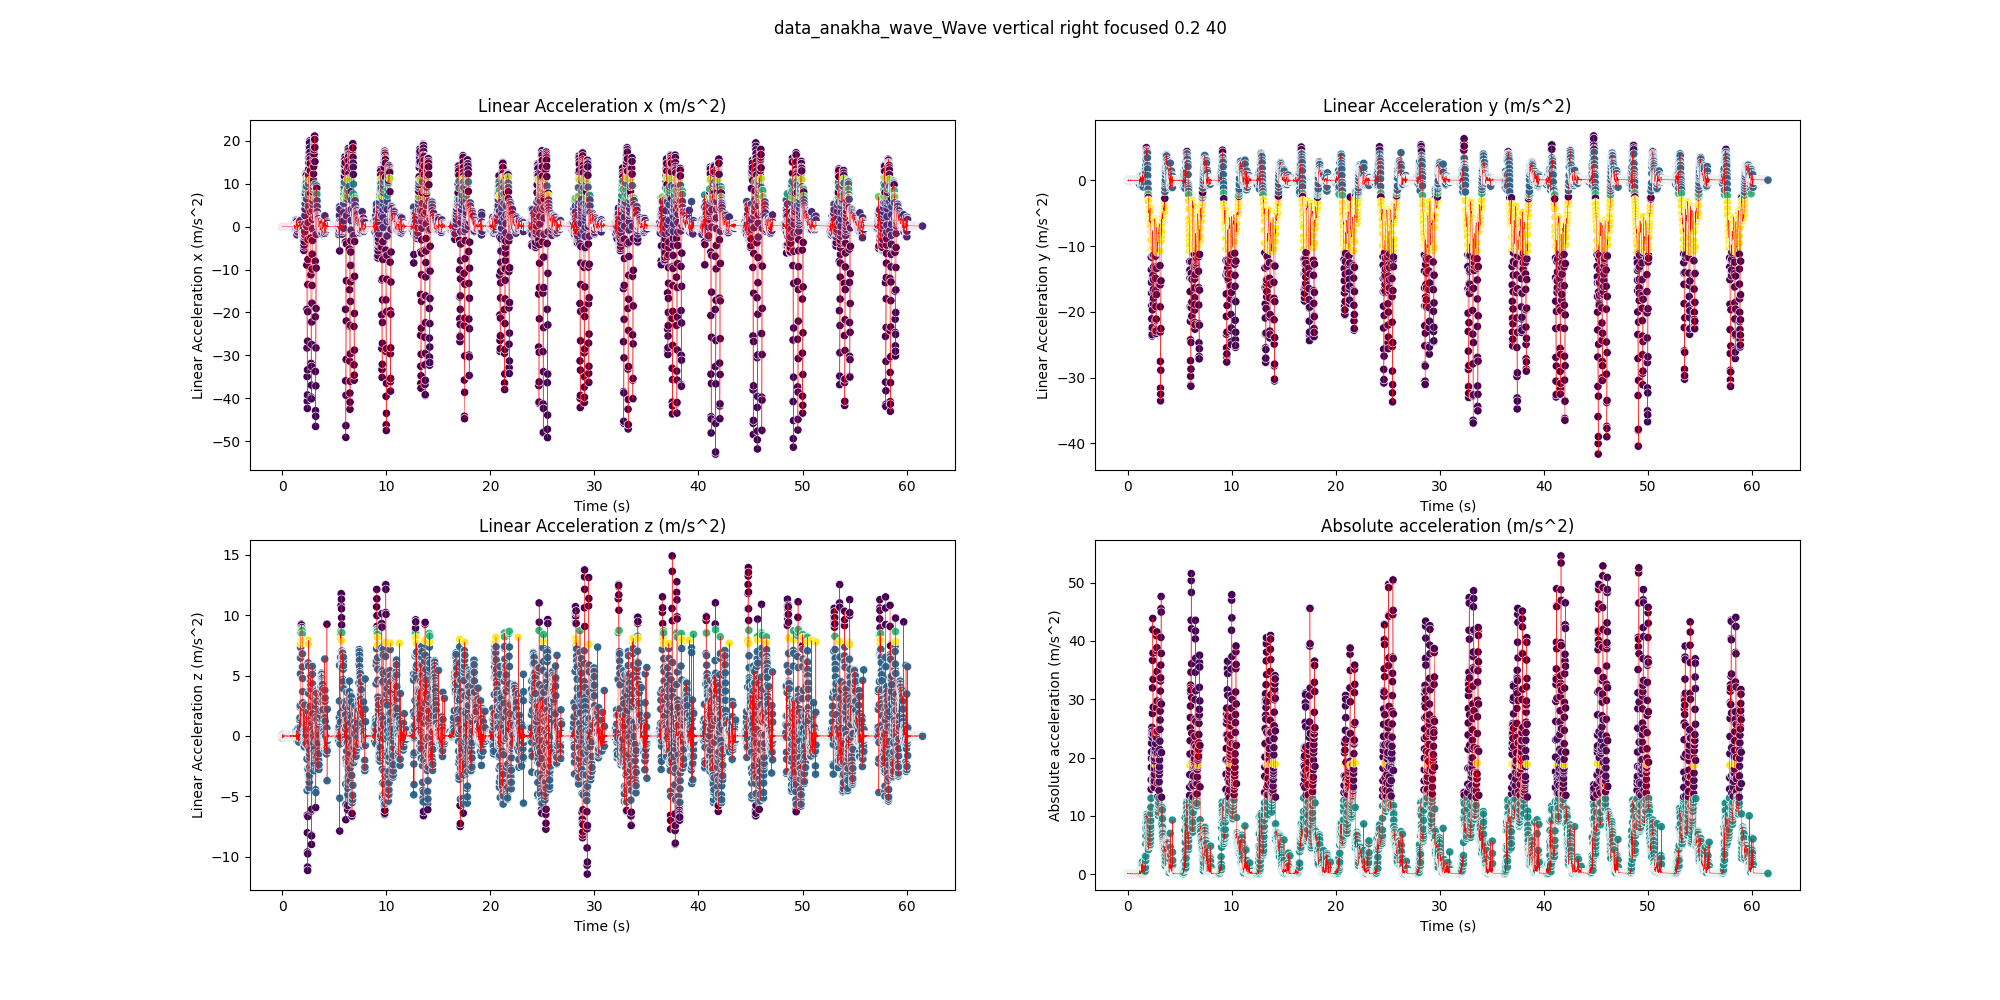 data_anakha_wave_Wave vertical right focused 0.2 40
Linear Acceleration x (m/s^2)
Linear Acceleration x (m/s^2)
20
10
0
−10
−20
−30
−40
−50
0 10 20 30 40 50 60
Time (s)
Linear Acceleration y (m/s^2)
Linear Acceleration y (m/s^2)
0
−10
−20
−30
−40
0 10 20 30 40 50 60
Time (s)
Linear Acceleration z (m/s^2)
Linear Acceleration z (m/s^2)
15
10
5
0
−5
−10
0 10 20 30 40 50 60
Time (s)
Absolute acceleration (m/s^2)
Absolute acceleration (m/s^2)
50
40
30
20
10
0
0 10 20 30 40 50 60
Time (s)